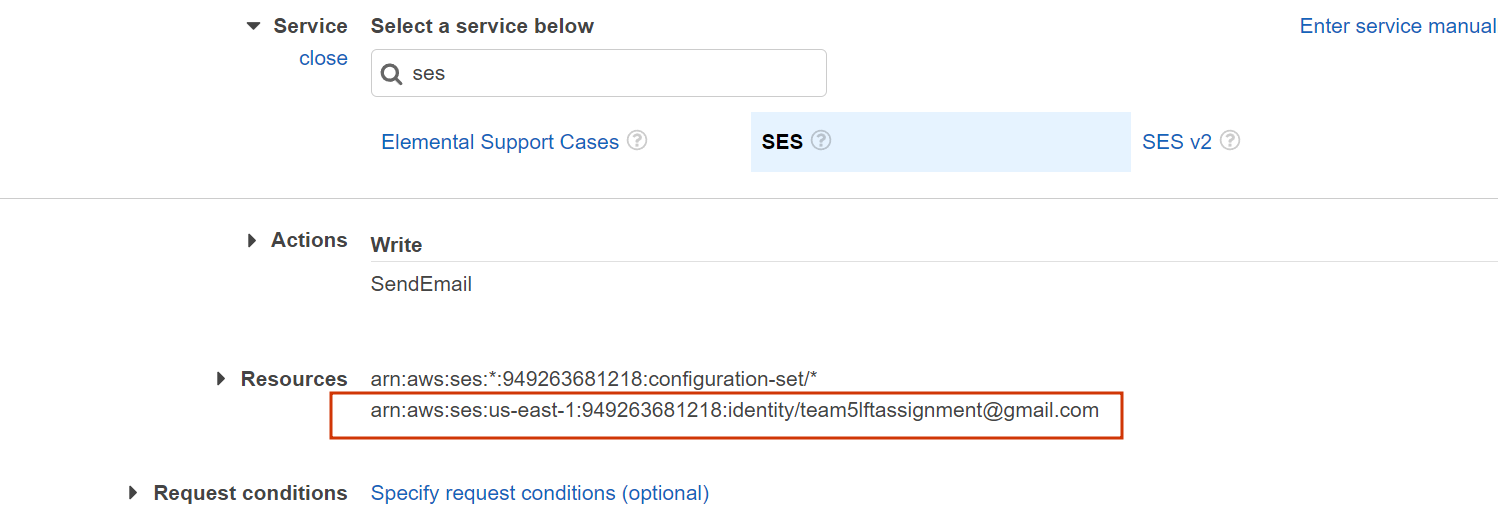 Service Select a service below Enter service manual
close
ses
Elemental Support Cases ? SES ? SES v2 ?
Actions Write
SendEmail
Resources arn:aws:ses:*:949263681218:configuration-set/*
arn:aws:ses:us-east-1:949263681218:identity/team5lftassignment@gmail.com
Request conditions Specify request conditions (optional)